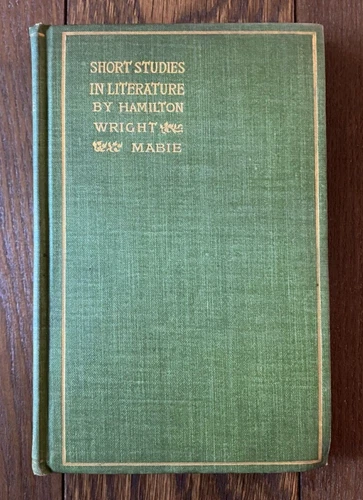 SHORT STUDIES
IN LITERATURE
BY HAMILTON
WRIGHT
MABIE